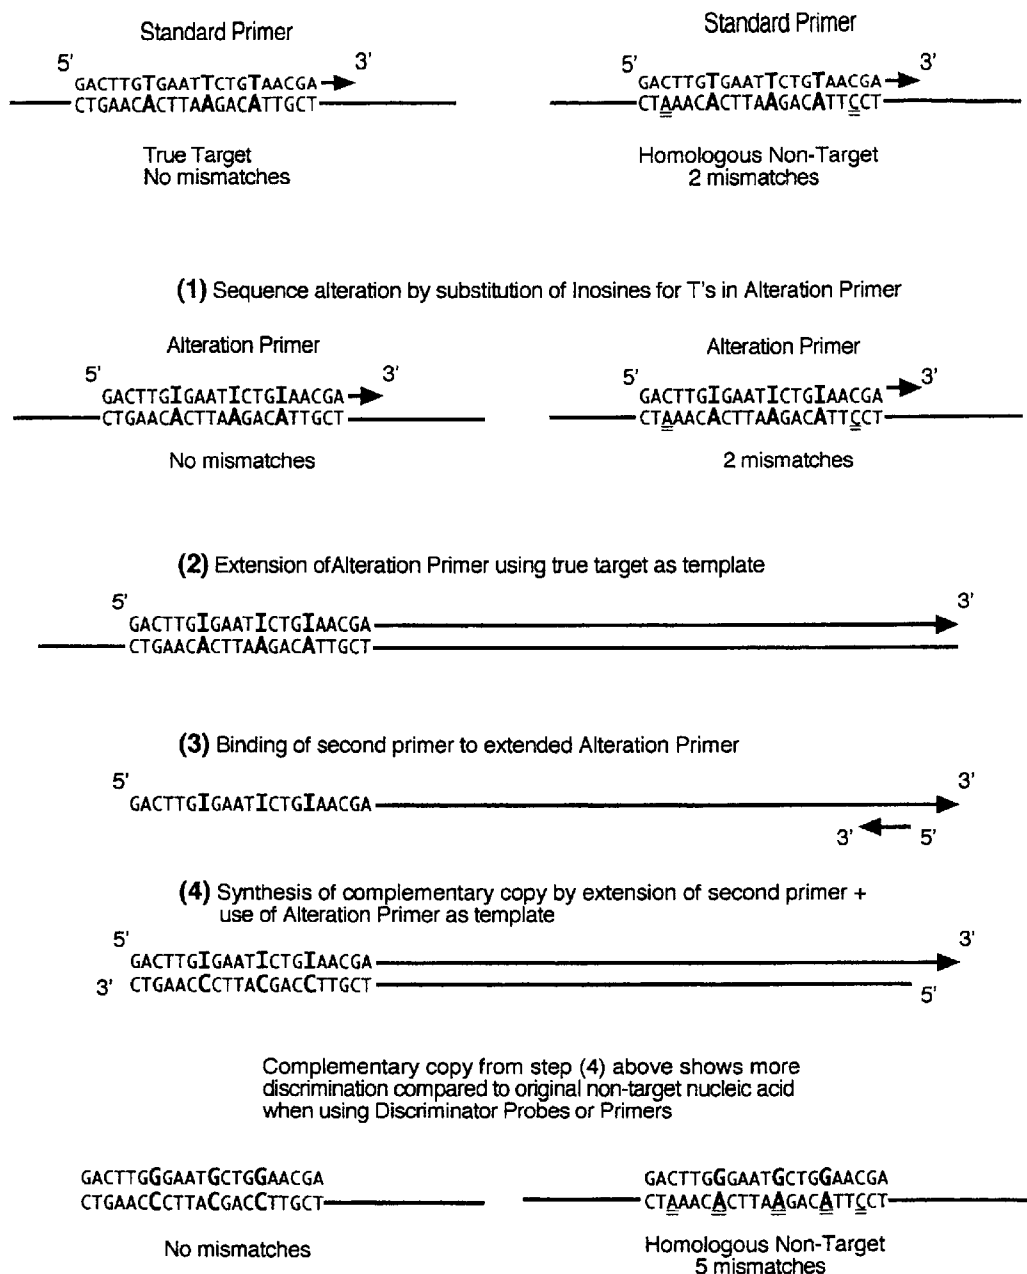 Standard Primer
5' 3'
GACTTGTGAATTCTGTAACGA
CTGAACACTTAAGACATTGCT
True Target
No mismatches
Standard Primer
5' 3'
GACTTGTGAATTCTGTAACGA
CTAAACACTTAAGACATTCCT
Homologous Non-Target
2 mismatches
(1) Sequence alteration by substitution of Inosines for T's in Alteration Primer
Alteration Primer
5' 3'
GACTTGIGAATICTGIAACGA
CTGAACACTTAAGACATTGCT
No mismatches
Alteration Primer
5' 3'
GACTTGIGAATICTGIAACGA
CTAAACACTTAAGACATTCCT
2 mismatches
(2) Extension of Alteration Primer using true target as template
5' 3'
GACTTGIGAATICTGIAACGA
CTGAACACTTAAGACATTGCT
(3) Binding of second primer to extended Alteration Primer
5' 3'
GACTTGIGAATICTGIAACGA
3' 5'
(4) Synthesis of complementary copy by extension of second primer +
use of Alteration Primer as template
5' 3'
GACTTGIGAATICTGIAACGA
3' CTGAACCCTTACGACCTTGCT 5'
Complementary copy from step (4) above shows more
discrimination compared to original non-target nucleic acid
when using Discriminator Probes or Primers
GACTTGGGAATGCTGGAACGA
CTGAACCCTTACGACCTTGCT
No mismatches
GACTTGGGAATGCTGGAACGA
CTAAACACTTAAGACATTCCT
Homologous Non-Target
5 mismatches